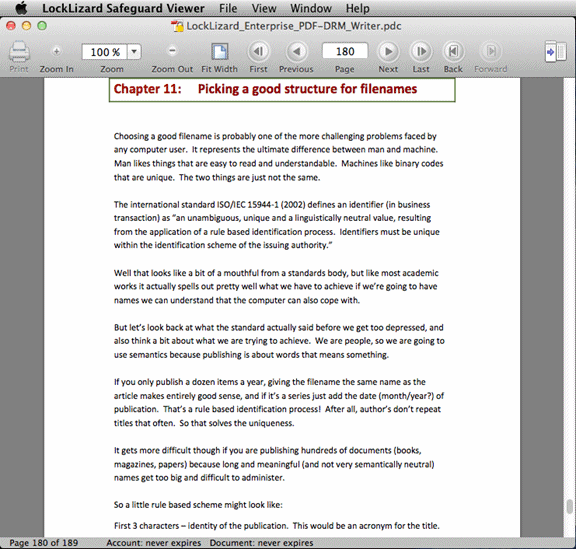 LockLizard Safeguard Viewer File View Window Help
LockLizard_Enterprise_PDF-DRM_Writer.pdc
100 % 180
Print Zoom In Zoom Zoom Out Fit Width First Previous Page Next Last Back Forward
Chapter 11: Picking a good structure for filenames
Choosing a good filename is probably one of the more challenging problems faced by
any computer user. It represents the ultimate difference between man and machine.
Man likes things that are easy to read and understandable. Machines like binary codes
that are unique. The two things are just not the same.
The international standard ISO/IEC 15944-1 (2002) defines an identifier (in business
transaction) as “an unambiguous, unique and a linguistically neutral value, resulting
from the application of a rule based identification process. Identifiers must be unique
within the identification scheme of the issuing authority.”
Well that looks like a bit of a mouthful from a standards body, but like most academic
works it actually spells out pretty well what we have to achieve if we’re going to have
names we can understand that the computer can also cope with.
But let’s look back at what the standard actually said before we get too depressed, and
also think a bit about what we are trying to achieve. We are people, so we are going to
use semantics because publishing is about words that means something.
If you only publish a dozen items a year, giving the filename the same name as the
article makes entirely good sense, and if it’s a series just add the date (month/year?) of
publication. That’s a rule based identification process! After all, author’s don’t repeat
titles that often. So that solves the uniqueness.
It gets more difficult though if you are publishing hundreds of documents (books,
magazines, papers) because long and meaningful (and not very semantically neutral)
names get too big and difficult to administer.
So a little rule based scheme might look like:
First 3 characters – identity of the publication. This would be an acronym for the title.
Page 180 of 189 Account: never expires Document: never expires